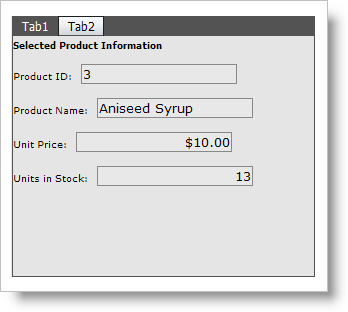 Tab1 Tab2
Selected Product Information
Product ID: 3
Product Name: Aniseed Syrup
Unit Price: $10.00
Units in Stock: 13